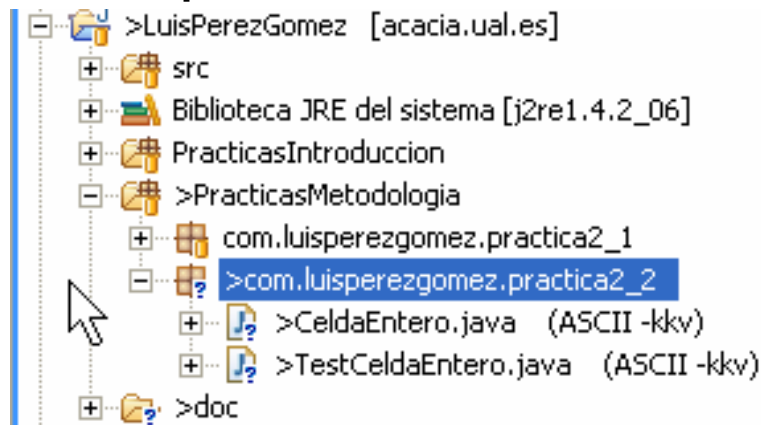 >LuisPerezGomez [acacia.ual.es]
src
Biblioteca JRE del sistema [j2re1.4.2_06]
PracticasIntroduccion
>PracticasMetodologia
com.luisperezgomez.practica2_1
>com.luisperezgomez.practica2_2
>CeldaEntero.java (ASCII -kkv)
>TestCeldaEntero.java (ASCII -kkv)
>doc